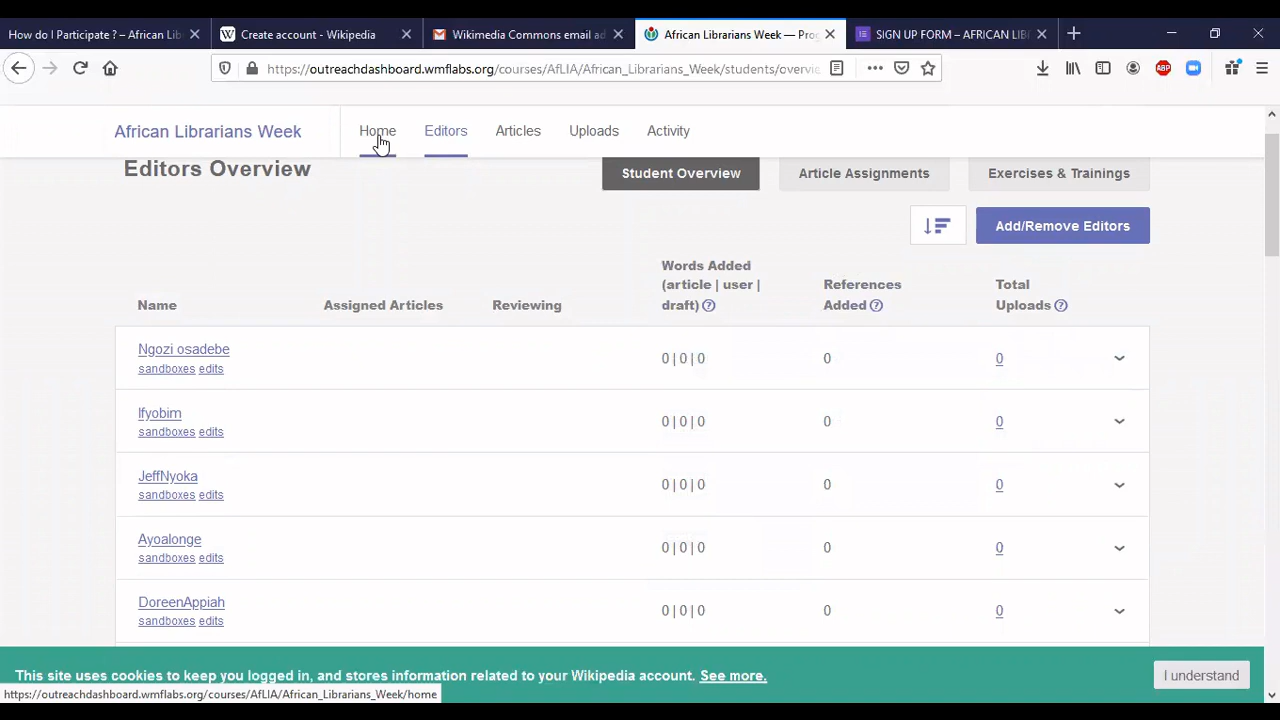 How do I Participate ? – African Lib
Create account - Wikipedia
Wikimedia Commons email ad
African Librarians Week — Prog
SIGN UP FORM – AFRICAN LIB
https://outreachdashboard.wmflabs.org/courses/AfLIA/African_Librarians_Week/students/overvie
African Librarians Week
Home
Editors
Articles
Uploads
Activity
Editors Overview
Student Overview
Article Assignments
Exercises & Trainings
Add/Remove Editors
Name
Assigned Articles
Reviewing
Words Added
(article | user |
draft) ?
References
Added ?
Total
Uploads ?
Ngozi osadebe
sandboxes edits
0 | 0 | 0
0
0
Ifyobim
sandboxes edits
0 | 0 | 0
0
0
JeffNyoka
sandboxes edits
0 | 0 | 0
0
0
Ayoalonge
sandboxes edits
0 | 0 | 0
0
0
DoreenAppiah
sandboxes edits
0 | 0 | 0
0
0
This site uses cookies to keep you logged in, and stores information related to your Wikipedia account. See more.
I understand
https://outreachdashboard.wmflabs.org/courses/AfLIA/African_Librarians_Week/home